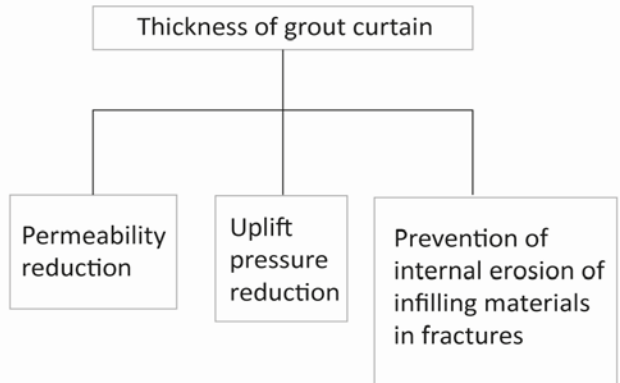 Thickness of grout curtain
Permeability
reduction
Uplift
pressure
reduction
Prevention of
internal erosion of
infilling materials
in fractures